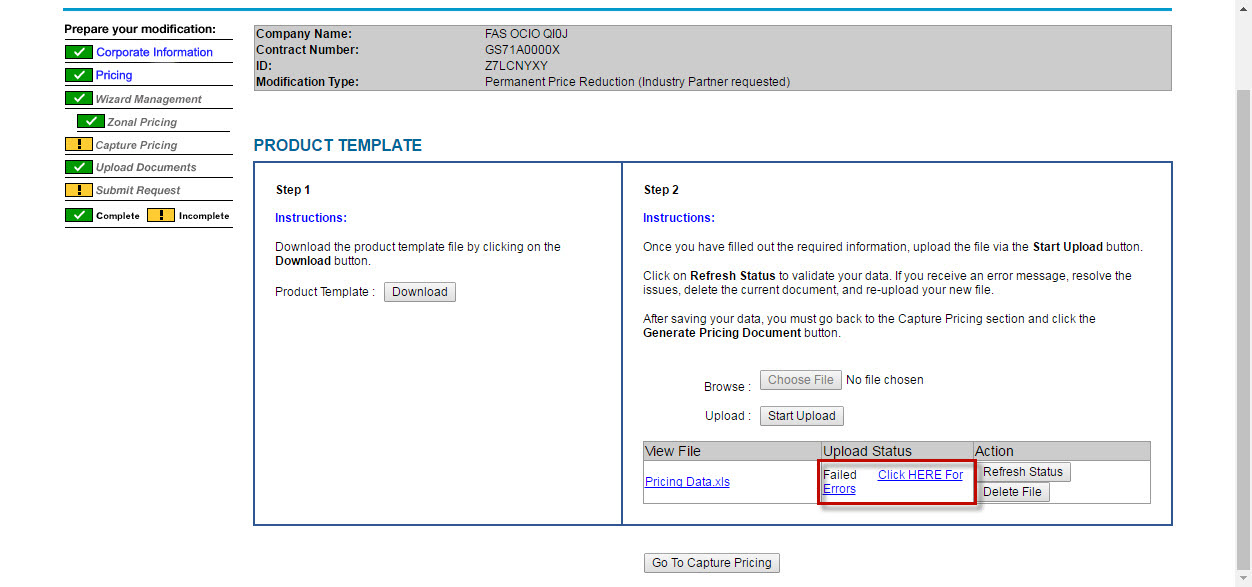 Prepare your modification:
Corporate Information
Pricing
Wizard Management
Zonal Pricing
! Capture Pricing
Upload Documents
! Submit Request
Complete ! Incomplete
Company Name: FAS OCIO QI0J
Contract Number: GS71A0000X
ID: Z7LCNYXY
Modification Type: Permanent Price Reduction (Industry Partner requested)
PRODUCT TEMPLATE
Step 1
Instructions:
Download the product template file by clicking on the
Download button.
Product Template : Download
Step 2
Instructions:
Once you have filled out the required information, upload the file via the Start Upload button.
Click on Refresh Status to validate your data. If you receive an error message, resolve the
issues, delete the current document, and re-upload your new file.
After saving your data, you must go back to the Capture Pricing section and click the
Generate Pricing Document button.
Browse : Choose File No file chosen
Upload : Start Upload
View File Upload Status Action
Pricing Data.xls Failed Click HERE For Errors Refresh Status
Delete File
Go To Capture Pricing